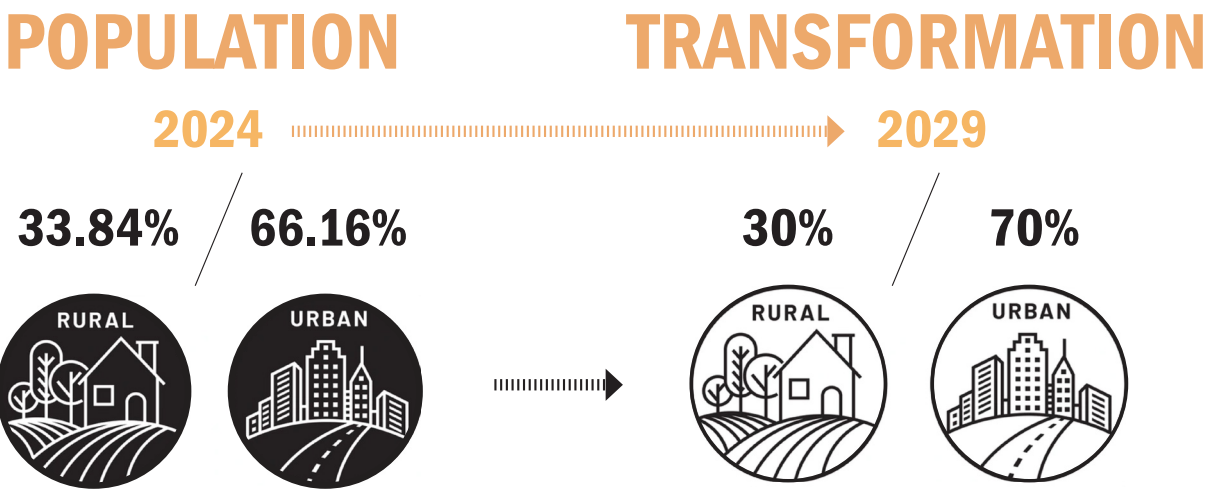 POPULATION TRANSFORMATION
2024 2029
33.84% 66.16% 30% 70%
RURAL URBAN RURAL URBAN